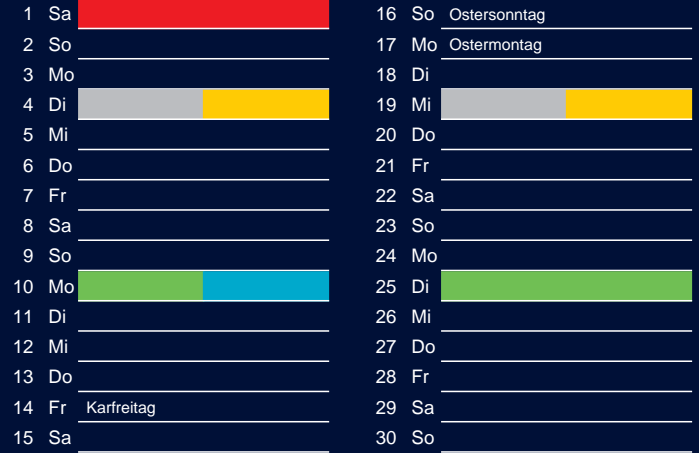 1 Sa
2 So
3 Mo
4 Di
5 Mi
6 Do
7 Fr
8 Sa
9 So
10 Mo
11 Di
12 Mi
13 Do
14 Fr Karfreitag
15 Sa
16 So Ostersonntag
17 Mo Ostermontag
18 Di
19 Mi
20 Do
21 Fr
22 Sa
23 So
24 Mo
25 Di
26 Mi
27 Do
28 Fr
29 Sa
30 So